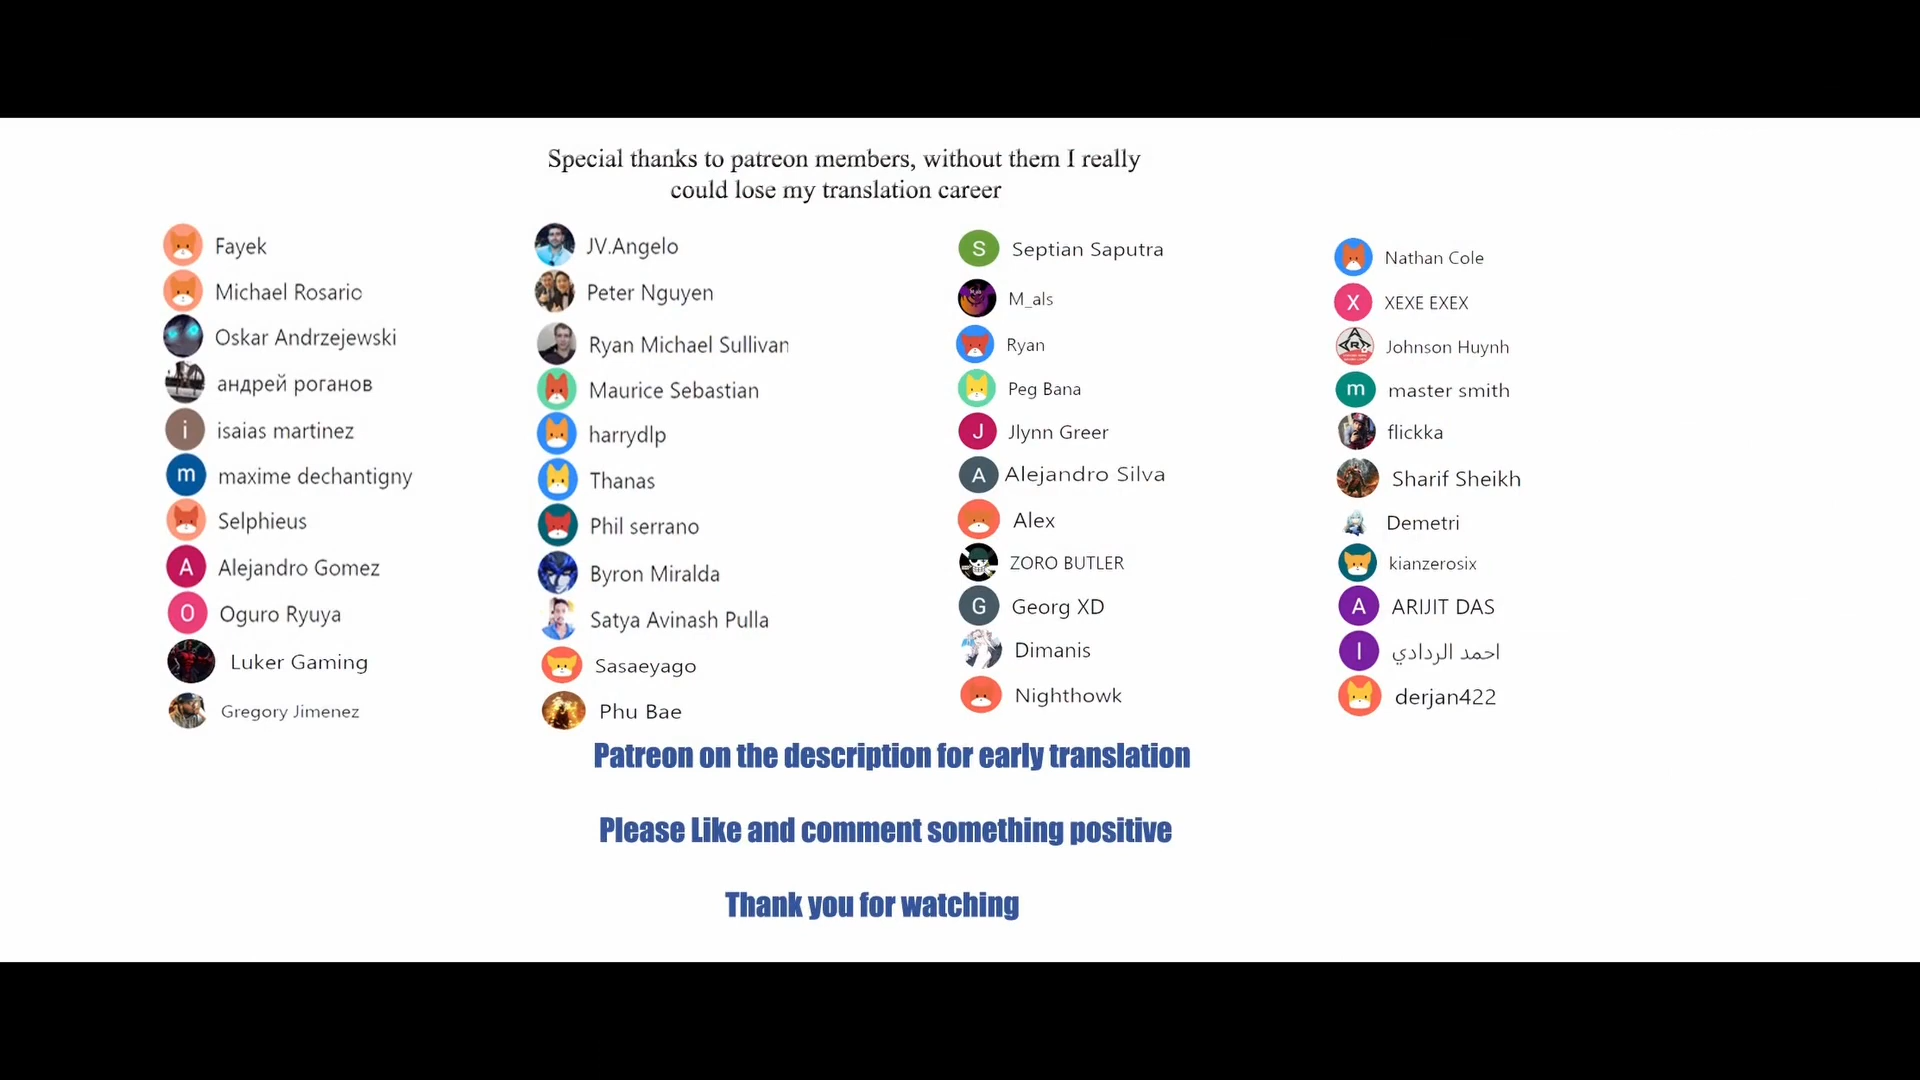 Special thanks to patreon members, without them I really
could lose my translation career
Fayek
Michael Rosario
Oskar Andrzejewski
андрей роганов
i isaias martinez
m maxime dechantigny
Selphieus
A Alejandro Gomez
O Oguro Ryuya
Luker Gaming
Gregory Jimenez
JV.Angelo
Peter Nguyen
Ryan Michael Sullivan
Maurice Sebastian
harrydlp
Thanas
Phil serrano
Byron Miralda
Satya Avinash Pulla
Sasaeyago
Phu Bae
S Septian Saputra
M_als
Ryan
Peg Bana
J Jlynn Greer
A Alejandro Silva
Alex
ZORO BUTLER
G Georg XD
Dimanis
Nighthowk
Nathan Cole
X XEXE EXEX
Johnson Huynh
m master smith
flickka
Sharif Sheikh
Demetri
kianzerosix
A ARIJIT DAS
I احمد الردادي
derjan422
Patreon on the description for early translation
Please Like and comment something positive
Thank you for watching